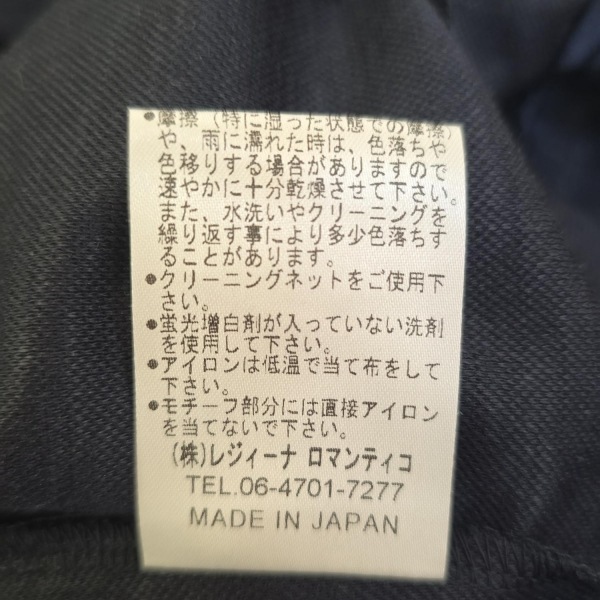 ●摩擦(特に湿った状態での摩擦)
や、雨に濡れた時は、色落ちや
色移りする場合がありますので
速やかに十分乾燥させて下さい。
また、水洗いやクリーニングを
繰り返す事により多少色落ちす
ることがあります。
●クリーニングネットをご使用下
さい。
●蛍光増白剤が入っていない洗剤
を使用して下さい。
●アイロンは低温で当て布をして
下さい。
●モチーフ部分には直接アイロン
を当てないで下さい。
(株)レジィーナ ロマンティコ
TEL.06-4701-7277
MADE IN JAPAN